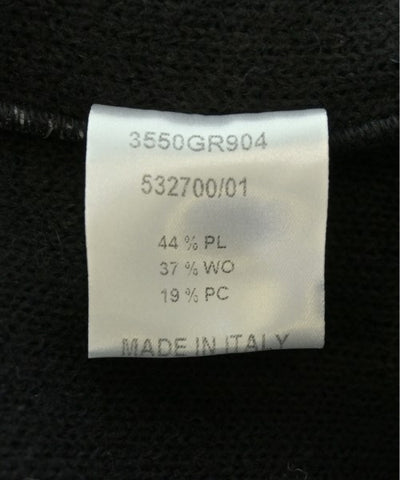 3550GR904
532700/01
44 % PL
37 % WO
19 % PC
MADE IN ITALY